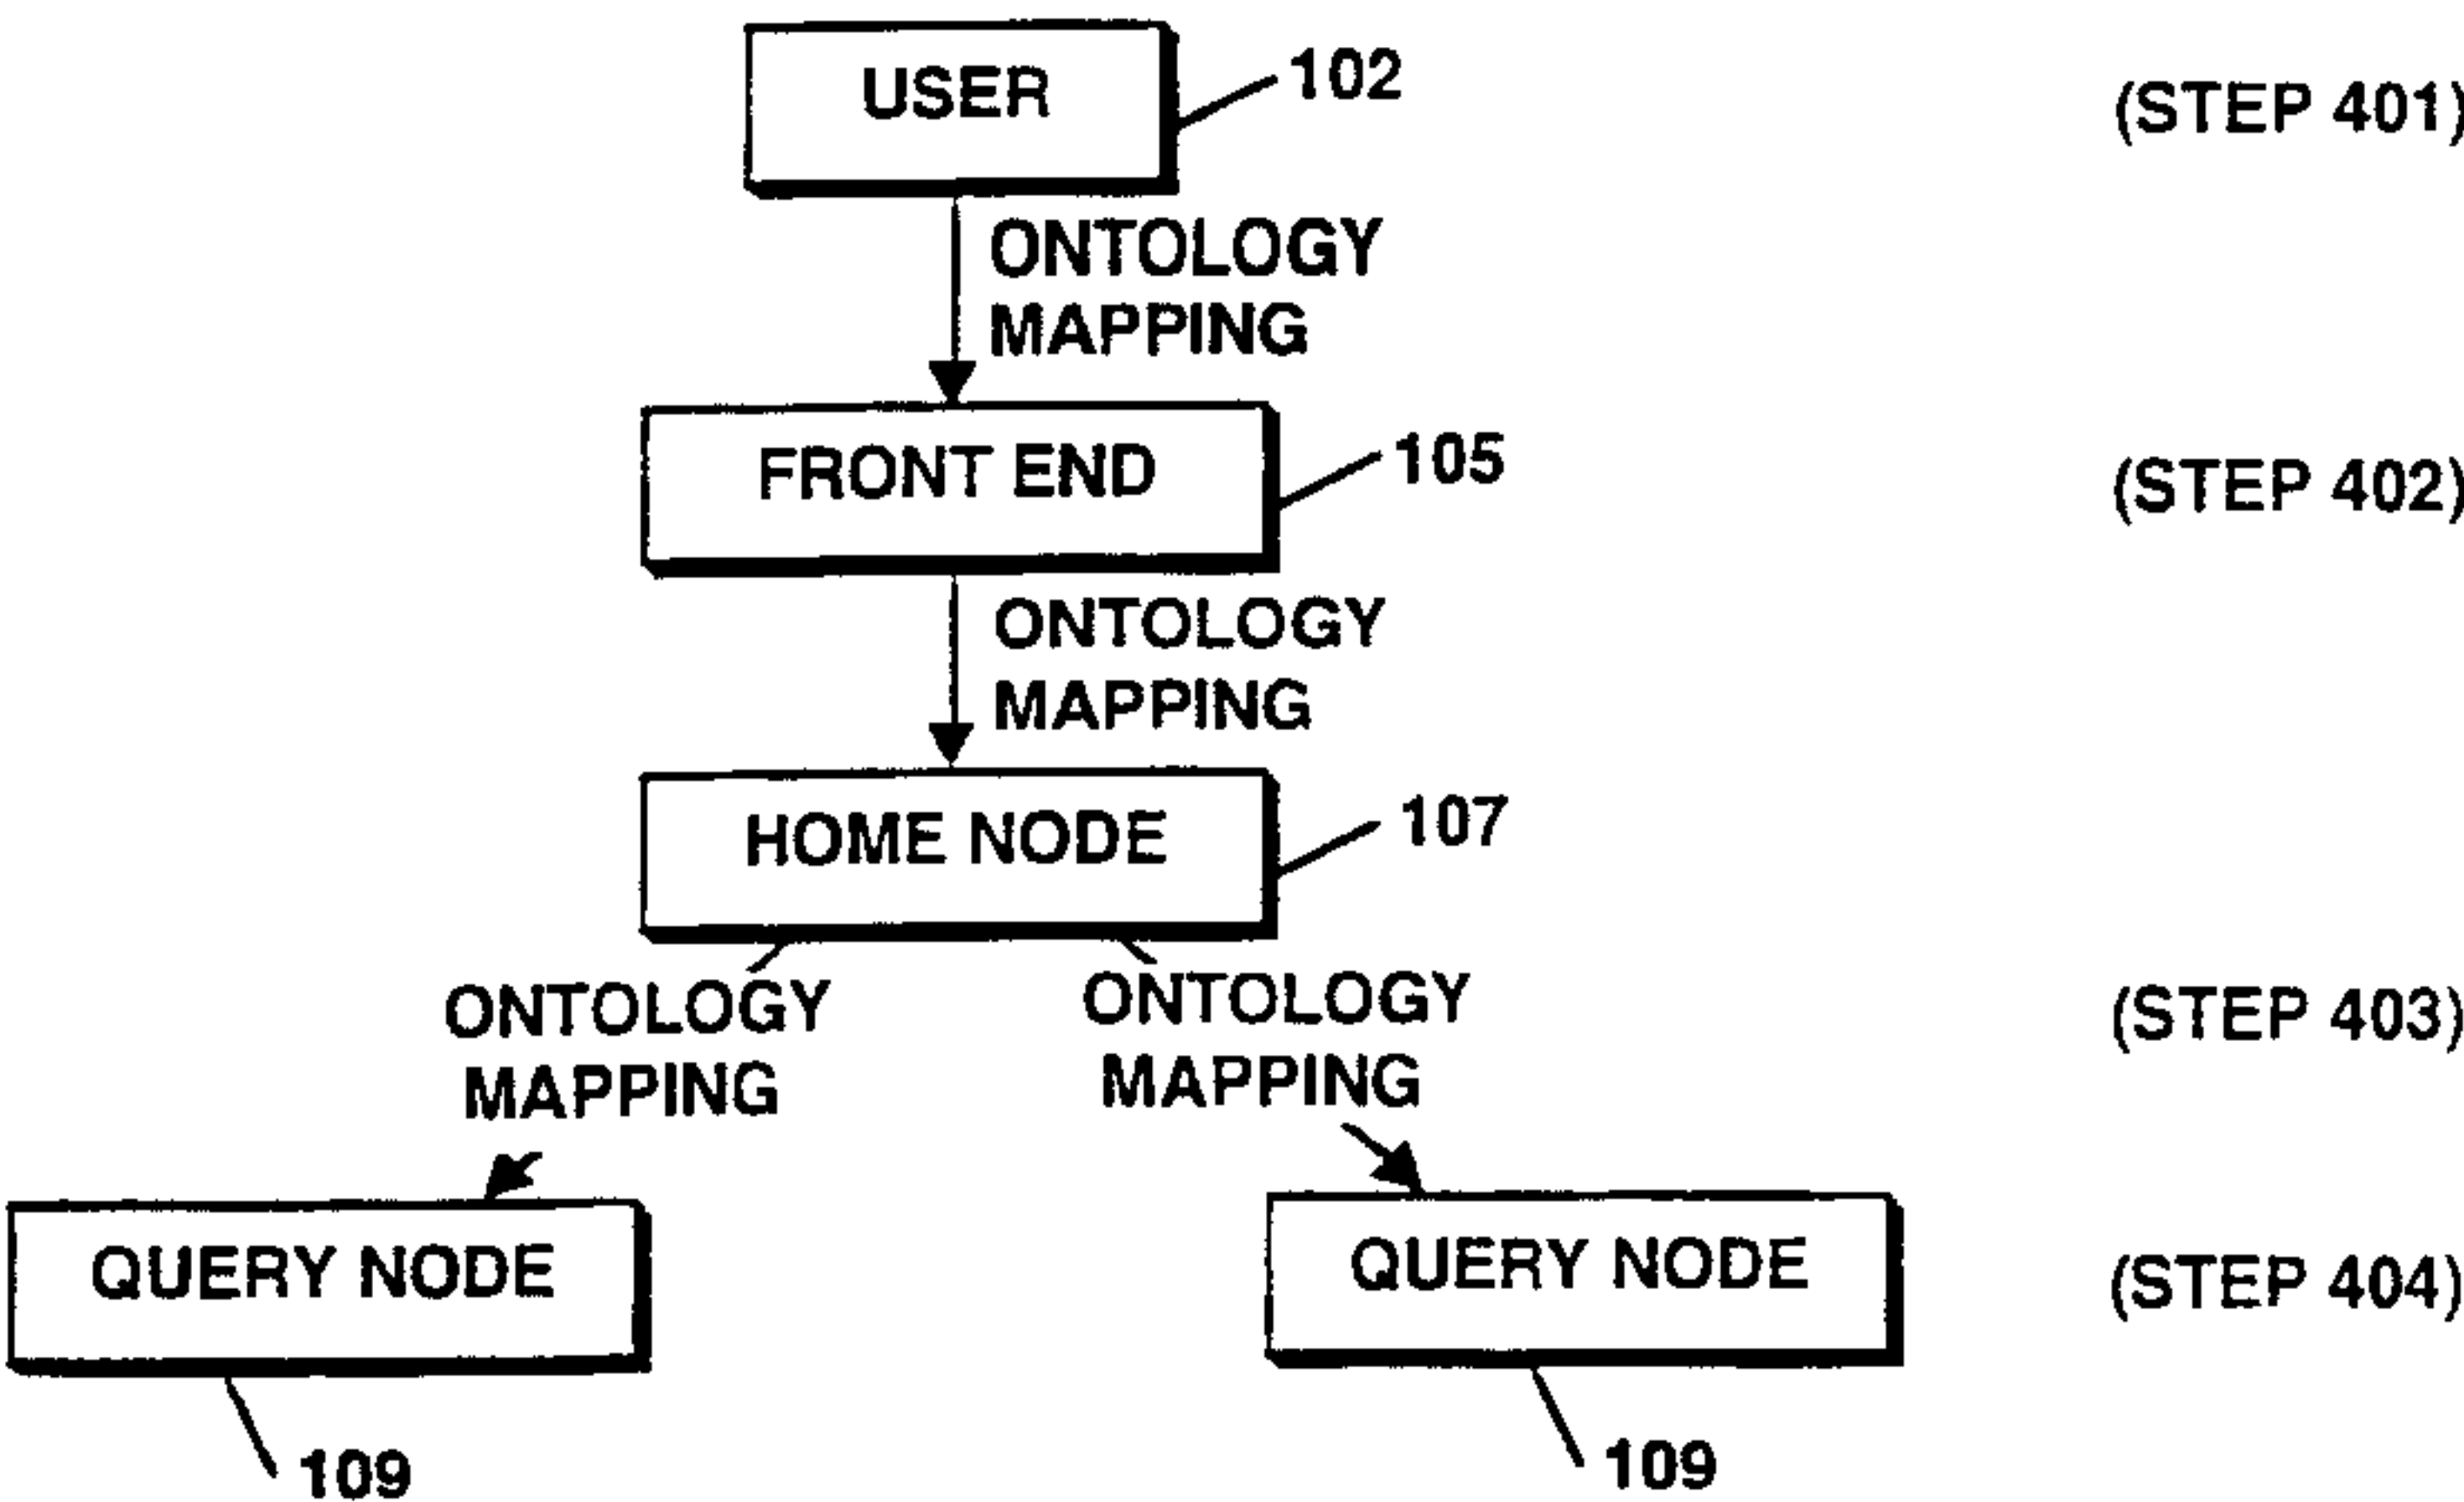 USER
102
(STEP 401)
ONTOLOGY
MAPPING
FRONT END
105
(STEP 402)
ONTOLOGY
MAPPING
HOME NODE
107
ONTOLOGY
MAPPING
ONTOLOGY
MAPPING
(STEP 403)
QUERY NODE
QUERY NODE
(STEP 404)
109
109